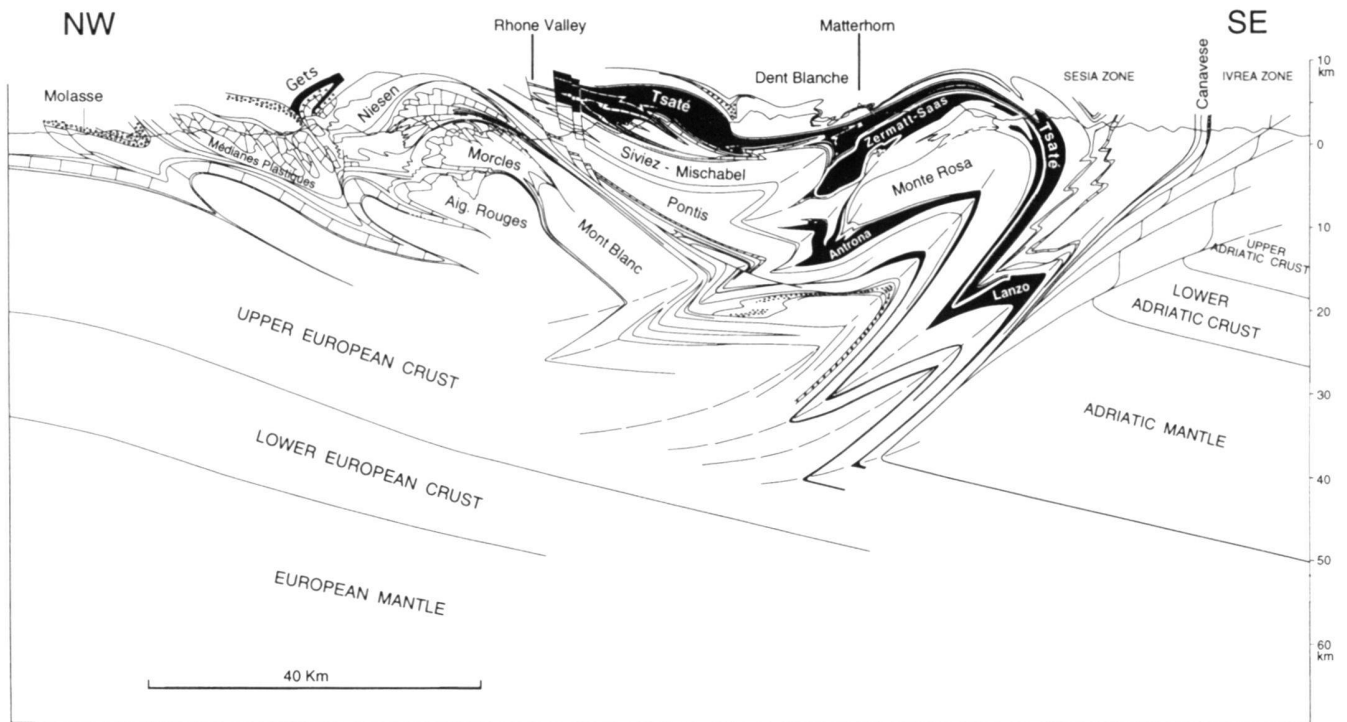 NW
SE
Rhone Valley
Matterhorn
10
km
Gets
Molasse
Niesen
Dent Blanche
SESIA ZONE
Canavese
IVREA ZONE
Tsaté
Zermatt-Saas
Tsaté
0
Médianes Plastiques
Morcles
Siviez - Mischabel
Monte Rosa
Aig. Rouges
Pontis
Mont Blanc
Antrona
10
UPPER
ADRIATIC CRUST
Lanzo
LOWER
ADRIATIC CRUST
20
UPPER EUROPEAN CRUST
30
ADRIATIC MANTLE
LOWER EUROPEAN CRUST
40
50
EUROPEAN MANTLE
60
km
40 Km